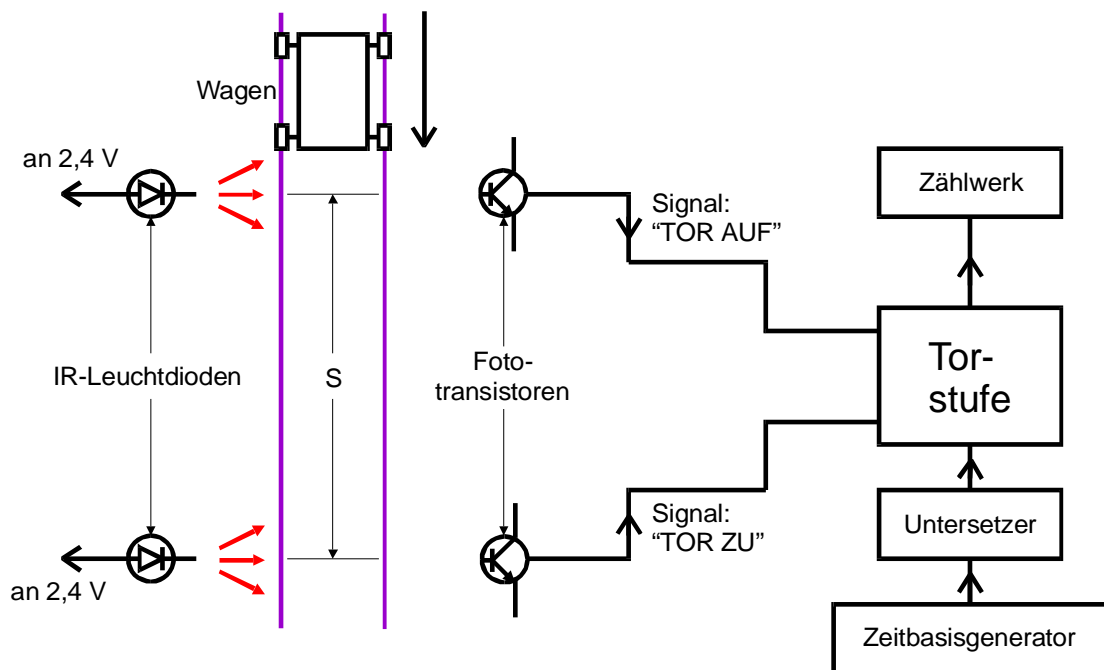 Wagen
an 2,4 V
Zählwerk
Signal:
“TOR AUF”
IR-Leuchtdioden
S
Foto-
transistoren
Tor-
stufe
Signal:
“TOR ZU”
Untersetzer
an 2,4 V
Zeitbasisgenerator